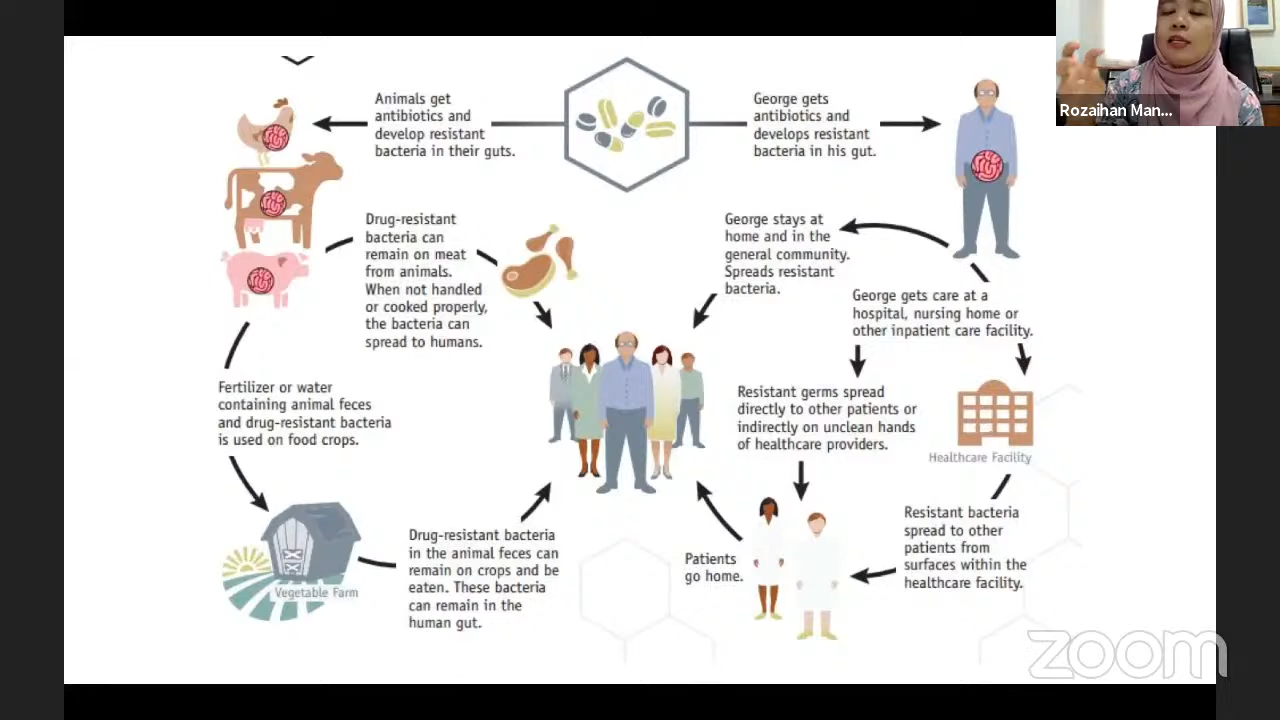 Rozaihan Man...
Animals get
antibiotics and
develop resistant
bacteria in their guts.
George gets
antibiotics and
develops resistant
bacteria in his gut.
Drug-resistant
bacteria can
remain on meat
from animals.
When not handled
or cooked properly,
the bacteria can
spread to humans.
George stays at
home and in the
general community.
Spreads resistant
bacteria.
George gets care at a
hospital, nursing home or
other inpatient care facility.
Fertilizer or water
containing animal feces
and drug-resistant bacteria
is used on food crops.
Resistant germs spread
directly to other patients or
indirectly on unclean hands
of healthcare providers.
Healthcare Facility
Vegetable Farm
Drug-resistant bacteria
in the animal feces can
remain on crops and be
eaten. These bacteria
can remain in the
human gut.
Patients
go home.
Resistant bacteria
spread to other
patients from
surfaces within the
healthcare facility.
zoom